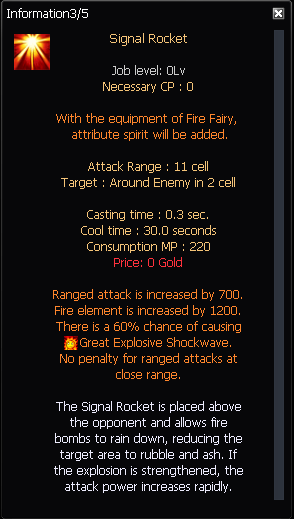 Information3/5
Signal Rocket
Job level: 0Lv
Necessary CP : 0
With the equipment of Fire Fairy,
attribute spirit will be added.
Attack Range : 11 cell
Target : Around Enemy in 2 cell
Casting time : 0.3 sec.
Cool time : 30.0 seconds
Consumption MP : 220
Price: 0 Gold
Ranged attack is increased by 700.
Fire element is increased by 1200.
There is a 60% chance of causing
Great Explosive Shockwave.
No penalty for ranged attacks at
close range.
The Signal Rocket is placed above
the opponent and allows fire
bombs to rain down, reducing the
target area to rubble and ash. If
the explosion is strengthened, the
attack power increases rapidly.